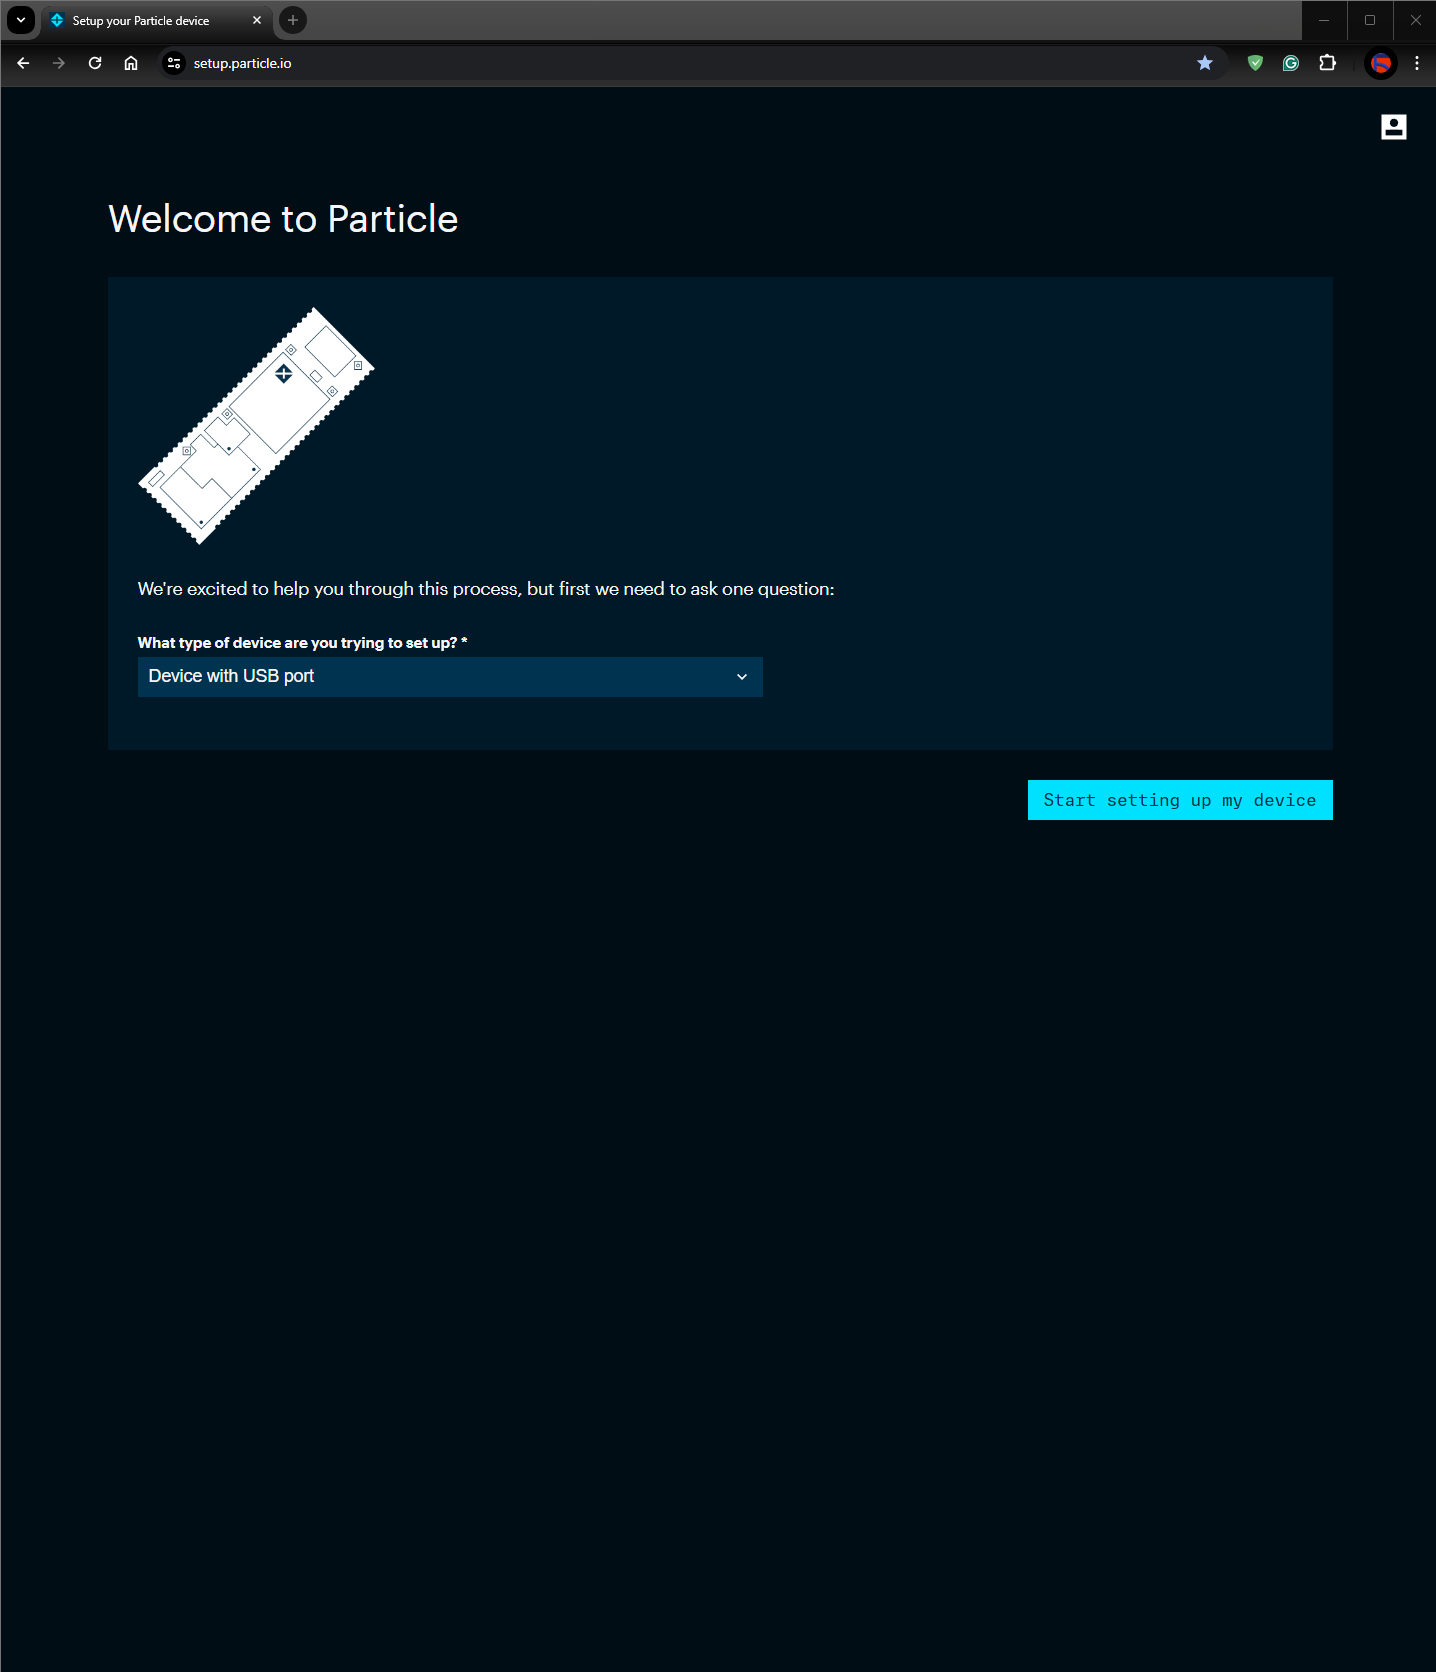 Setup your Particle device
setup.particle.io
Welcome to Particle
We're excited to help you through this process, but first we need to ask one question:
What type of device are you trying to set up? *
Device with USB port
Start setting up my device